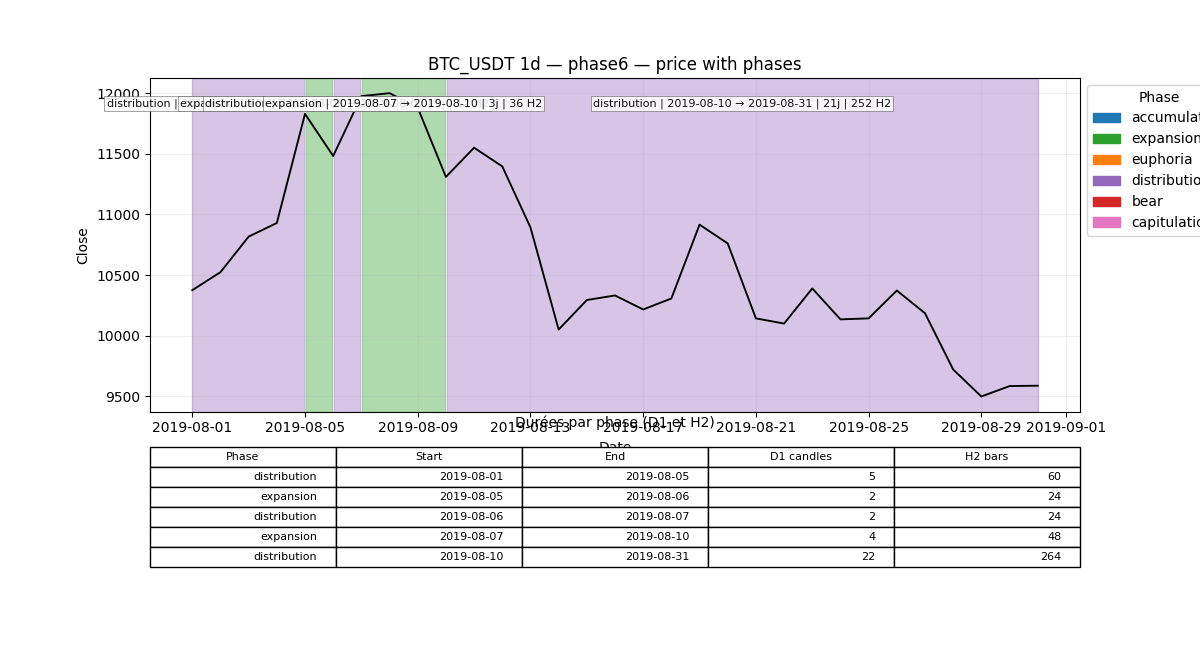 BTC_USDT 1d — phase6 — price with phases
12000
11500
11000
10500
10000
9500
Close
distribution |
expa
distributio
expansion | 2019-08-07 → 2019-08-10 | 3j | 36 H2
distribution | 2019-08-10 → 2019-08-31 | 21j | 252 H2
Phase
accumulat
expansion
euphoria
distributio
bear
capitulatio
2019-08-01 2019-08-05 2019-08-09 2019-08-13 2019-08-17 2019-08-21 2019-08-25 2019-08-29 2019-09-01
Durées par phase (D1 et H2)
Date
Phase Start End D1 candles H2 bars
distribution 2019-08-01 2019-08-05 5 60
expansion 2019-08-05 2019-08-06 2 24
distribution 2019-08-06 2019-08-07 2 24
expansion 2019-08-07 2019-08-10 4 48
distribution 2019-08-10 2019-08-31 22 264